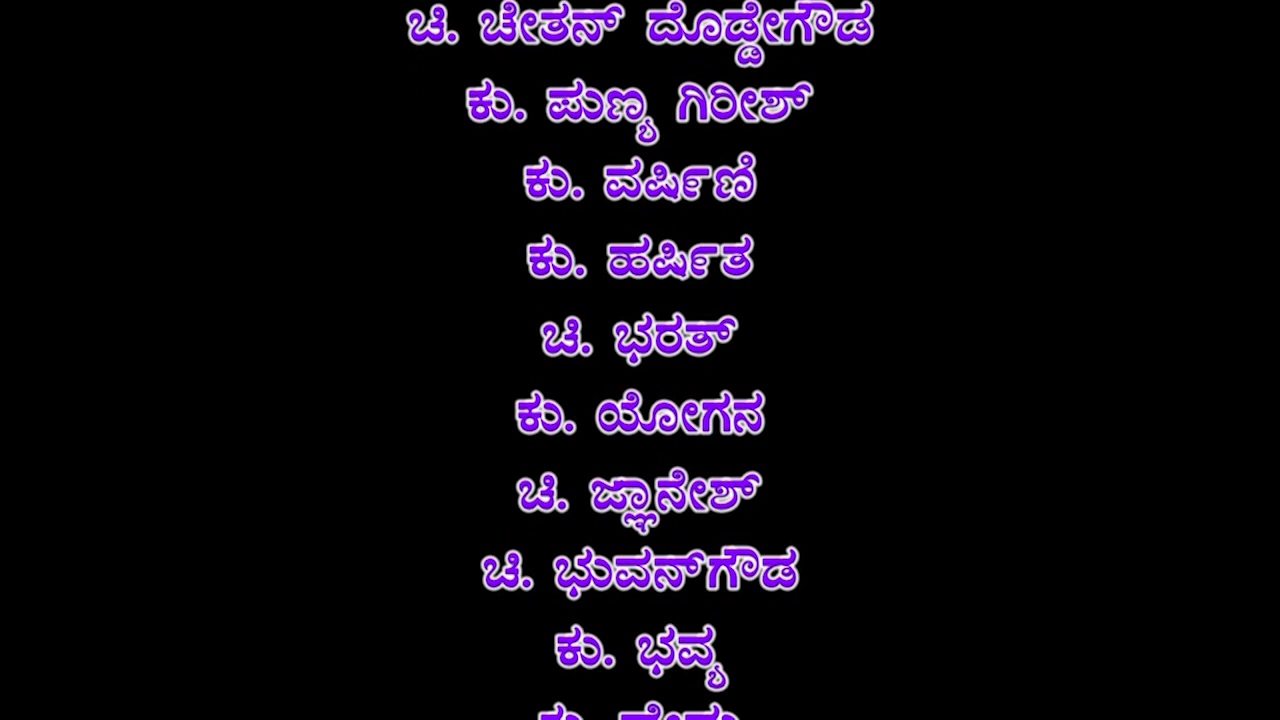 ಚಿ. ಚೇತನ್ ದೊಡ್ಡೇಗೌಡ
ಕು. ಪುಣ್ಯ ಗಿರೀಶ್
ಕು. ವರ್ಷಿಣಿ
ಕು. ಹರ್ಷಿತ
ಚಿ. ಭರತ್
ಕು. ಯೋಗನ
ಚಿ. ಜ್ಞಾನೇಶ್
ಚಿ. ಭುವನ್‌ಗೌಡ
ಕು. ಭವ್ಯ
ಕು.